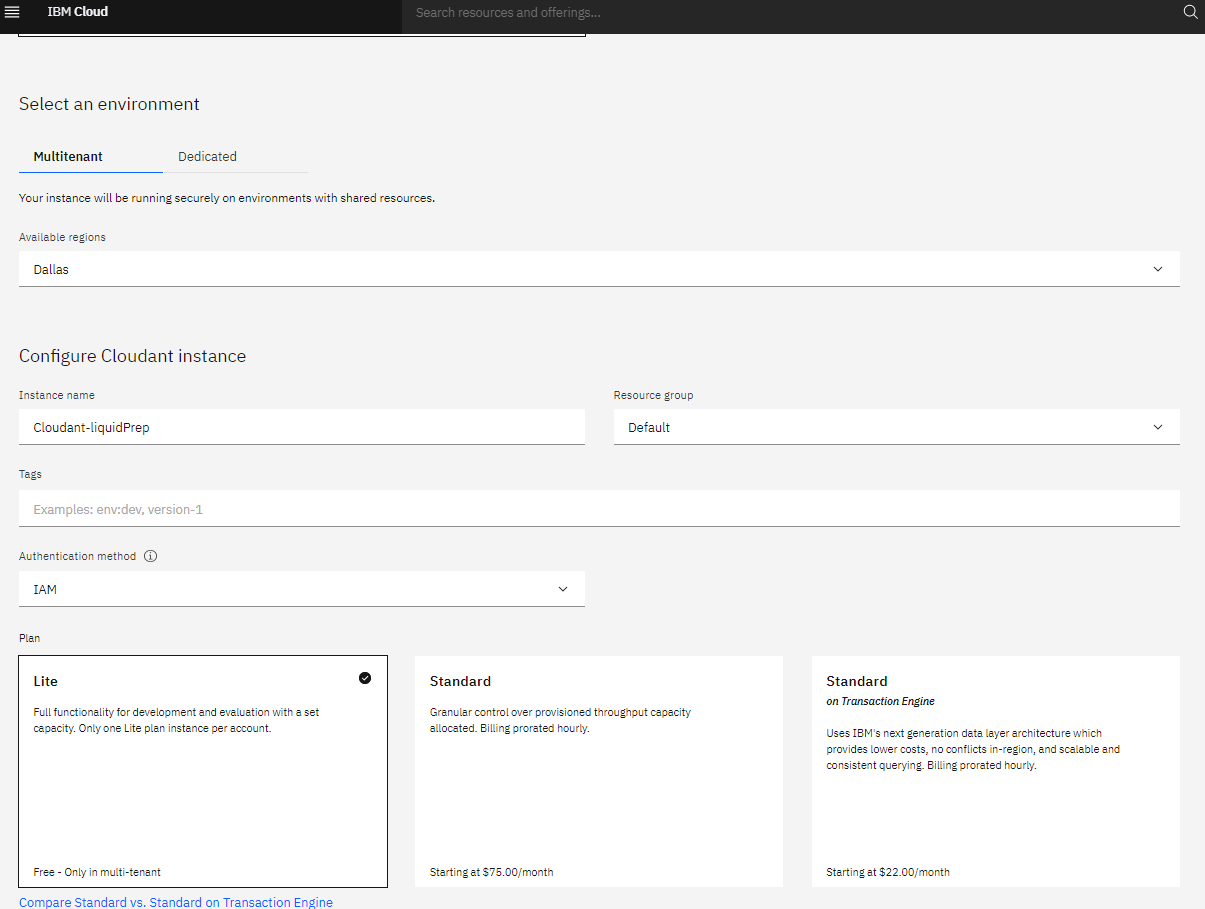 IBM Cloud
Search resources and offerings...
Select an environment
Multitenant
Dedicated
Your instance will be running securely on environments with shared resources.
Available regions
Dallas
Configure Cloudant instance
Instance name
Resource group
Cloudant-liquidPrep
Default
Tags
Examples: env:dev, version-1
Authentication method
IAM
Plan
Lite
Full functionality for development and evaluation with a set
capacity. Only one Lite plan instance per account.
Free - Only in multi-tenant
Standard
Granular control over provisioned throughput capacity
allocated. Billing prorated hourly.
Starting at $75.00/month
Standard
on Transaction Engine
Uses IBM's next generation data layer architecture which
provides lower costs, no conflicts in-region, and scalable and
consistent querying. Billing prorated hourly.
Starting at $22.00/month
Compare Standard vs. Standard on Transaction Engine